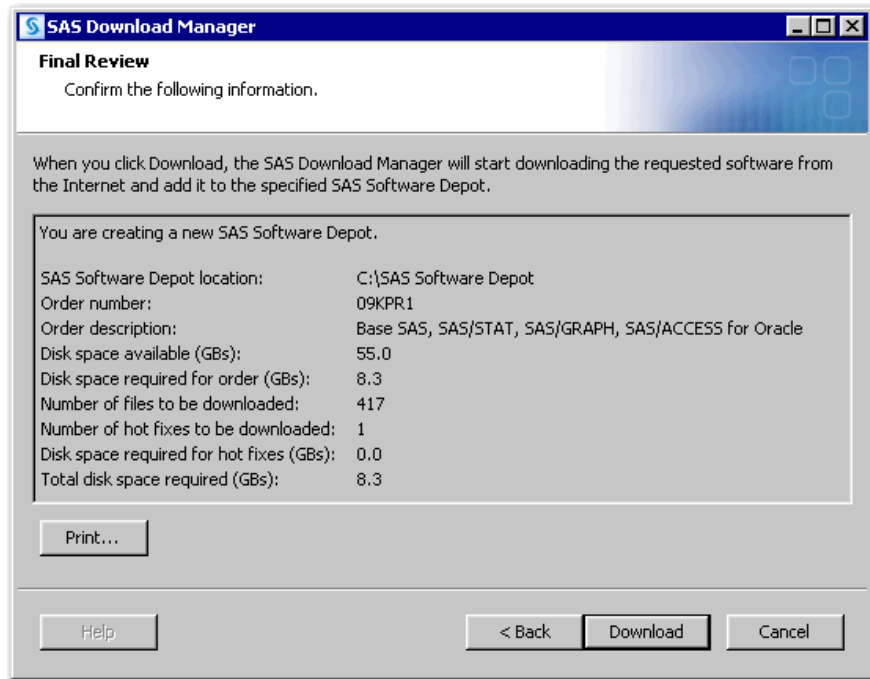 SAS Download Manager
Final Review
Confirm the following information.
When you click Download, the SAS Download Manager will start downloading the requested software from
the Internet and add it to the specified SAS Software Depot.
You are creating a new SAS Software Depot.
SAS Software Depot location: C:\SAS Software Depot
Order number: 09KPR1
Order description: Base SAS, SAS/STAT, SAS/GRAPH, SAS/ACCESS for Oracle
Disk space available (GBs): 55.0
Disk space required for order (GBs): 8.3
Number of files to be downloaded: 417
Number of hot fixes to be downloaded: 1
Disk space required for hot fixes (GBs): 0.0
Total disk space required (GBs): 8.3
Print...
Help < Back Download Cancel